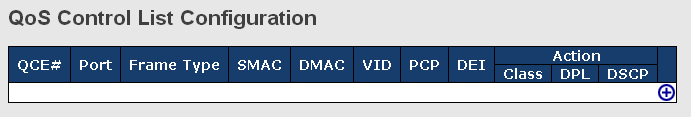 QoS Control List Configuration
QCE# Port Frame Type SMAC DMAC VID PCP DEI Action
Class DPL DSCP